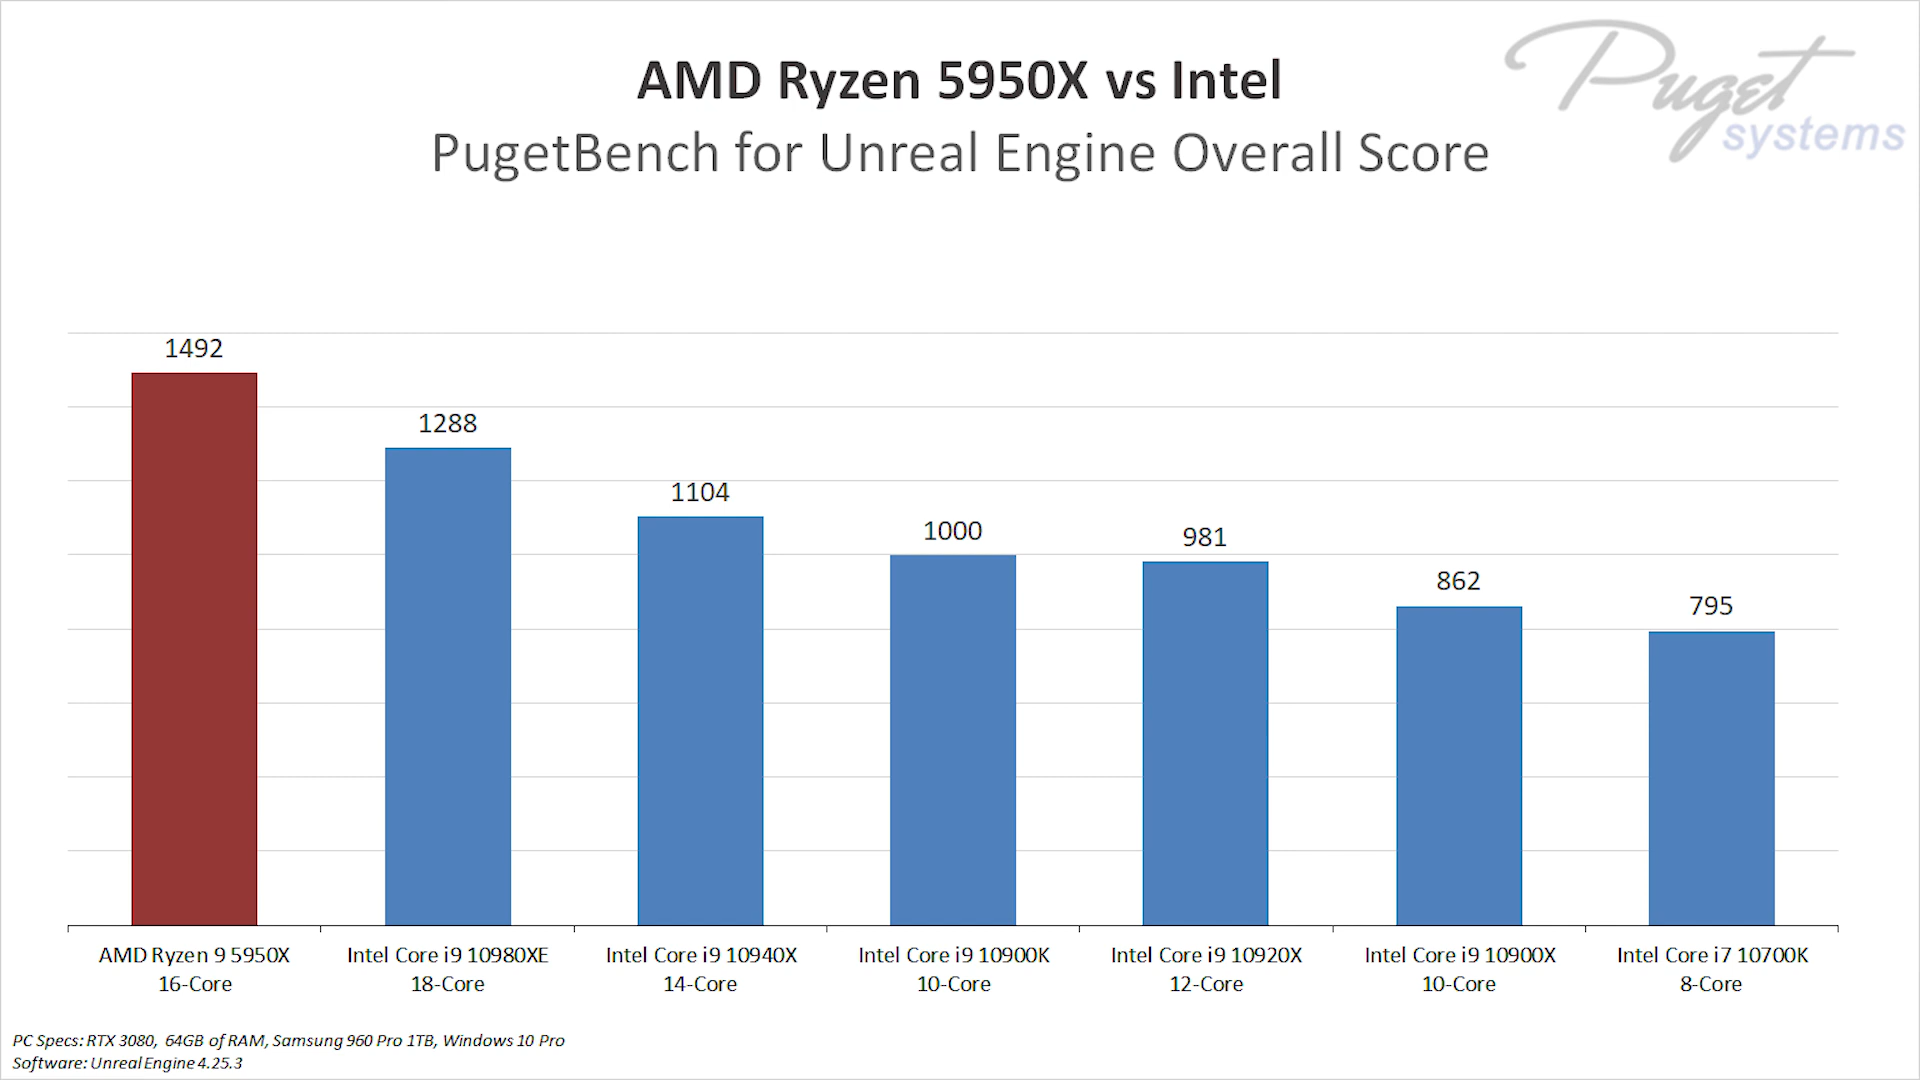 Puget
systems
AMD Ryzen 5950X vs Intel
PugetBench for Unreal Engine Overall Score
1492
1288
1104
1000
981
862
795
AMD Ryzen 9 5950X
16-Core
Intel Core i9 10980XE
18-Core
Intel Core i9 10940X
14-Core
Intel Core i9 10900K
10-Core
Intel Core i9 10920X
12-Core
Intel Core i9 10900X
10-Core
Intel Core i7 10700K
8-Core
PC Specs: RTX 3080, 64GB of RAM, Samsung 960 Pro 1TB, Windows 10 Pro
Software: Unreal Engine 4.25.3